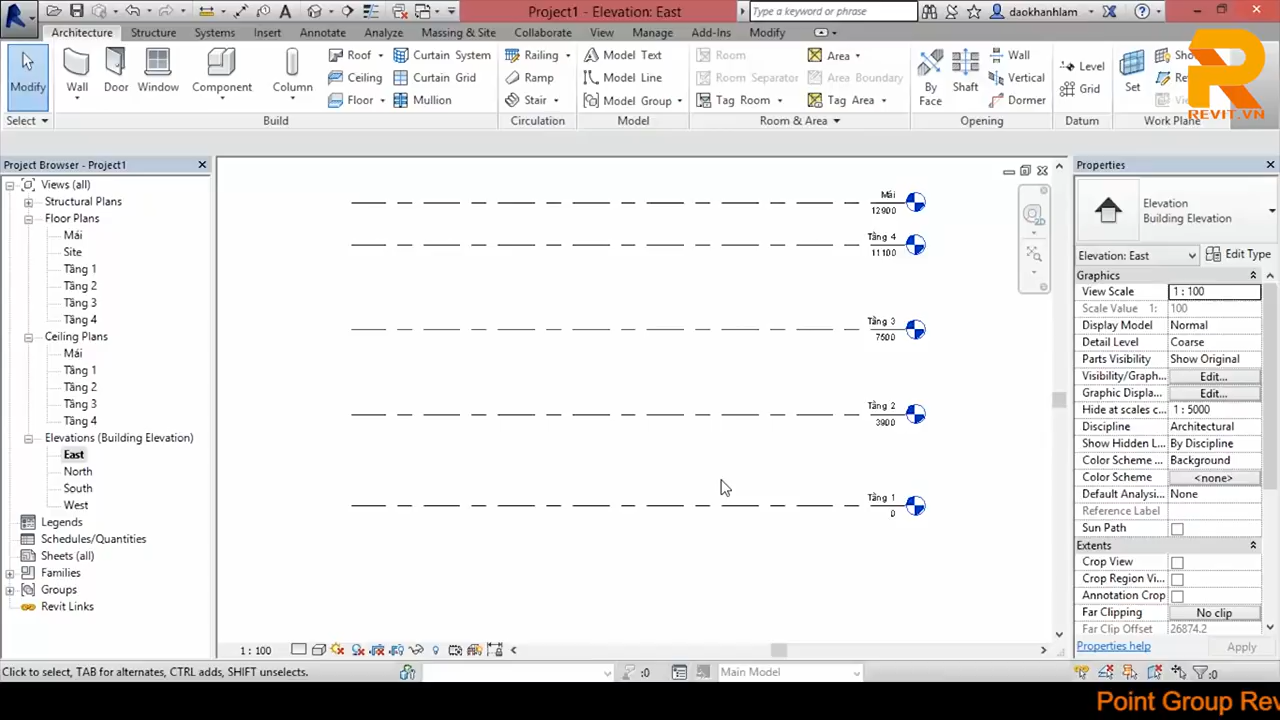 Project1 - Elevation: East
Type a keyword or phrase
daokhanhlam
Architecture Structure Systems Insert Annotate Analyze Massing & Site Collaborate View Manage Add-Ins Modify
Modify
Select
Wall
Door
Window
Component
Column
Roof
Ceiling
Floor
Curtain System
Curtain Grid
Mullion
Build
Railing
Ramp
Stair
Circulation
Model Text
Model Line
Model Group
Model
Room
Room Separator
Tag Room
Area
Area Boundary
Tag Area
Room & Area
By Face
Shaft
Wall
Vertical
Dormer
Opening
Level
Grid
Datum
Set
Work Plane
REVIT.VN
Project Browser - Project1
Views (all)
Structural Plans
Floor Plans
Mái
Site
Tầng 1
Tầng 2
Tầng 3
Tầng 4
Ceiling Plans
Mái
Tầng 1
Tầng 2
Tầng 3
Tầng 4
Elevations (Building Elevation)
East
North
South
West
Legends
Schedules/Quantities
Sheets (all)
Families
Groups
Revit Links
Mái
12900
Tầng 4
11100
Tầng 3
7500
Tầng 2
3900
Tầng 1
0
2D
1 : 100
Properties
Elevation
Building Elevation
Elevation: East
Edit Type
Graphics
View Scale 1 : 100
Scale Value 1: 100
Display Model Normal
Detail Level Coarse
Parts Visibility Show Original
Visibility/Graph... Edit...
Graphic Displa... Edit...
Hide at scales c... 1 : 5000
Discipline Architectural
Show Hidden L... By Discipline
Color Scheme ... Background
Color Scheme <none>
Default Analysi... None
Reference Label
Sun Path
Extents
Crop View
Crop Region Vi...
Annotation Crop
Far Clipping No clip
Far Clip Offset 26874.2
Properties help
Apply
Click to select, TAB for alternates, CTRL adds, SHIFT unselects.
:0
Main Model
:0
Point Group Rev